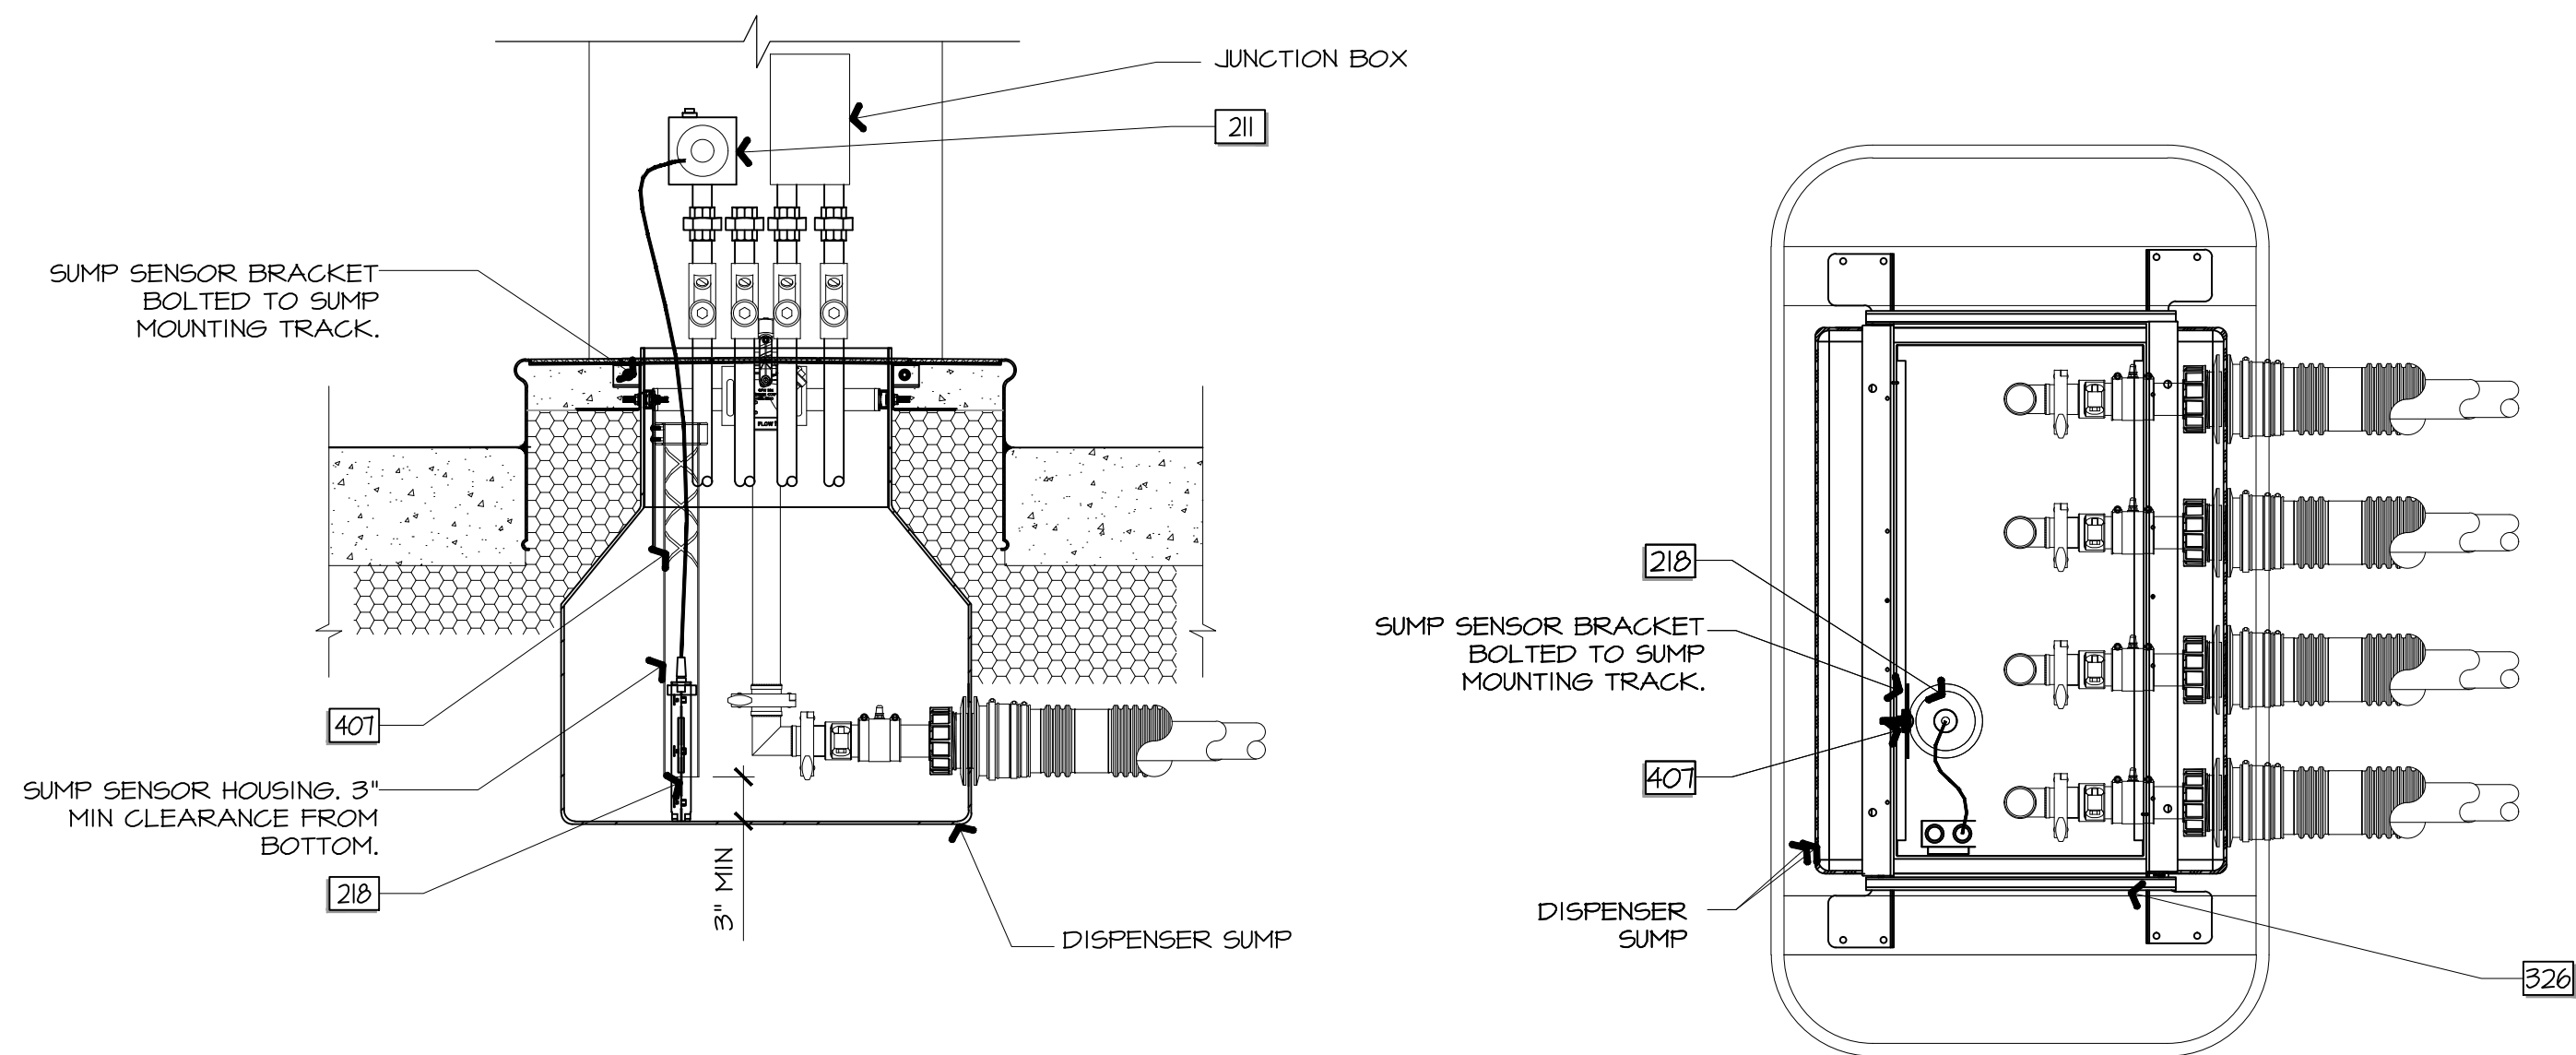 JUNCTION BOX
211
SUMP SENSOR BRACKET
BOLTED TO SUMP
MOUNTING TRACK.
FLOW
407
SUMP SENSOR HOUSING. 3"
MIN CLEARANCE FROM
BOTTOM.
218
3" MIN
DISPENSER SUMP
218
SUMP SENSOR BRACKET
BOLTED TO SUMP
MOUNTING TRACK.
407
DISPENSER
SUMP
326